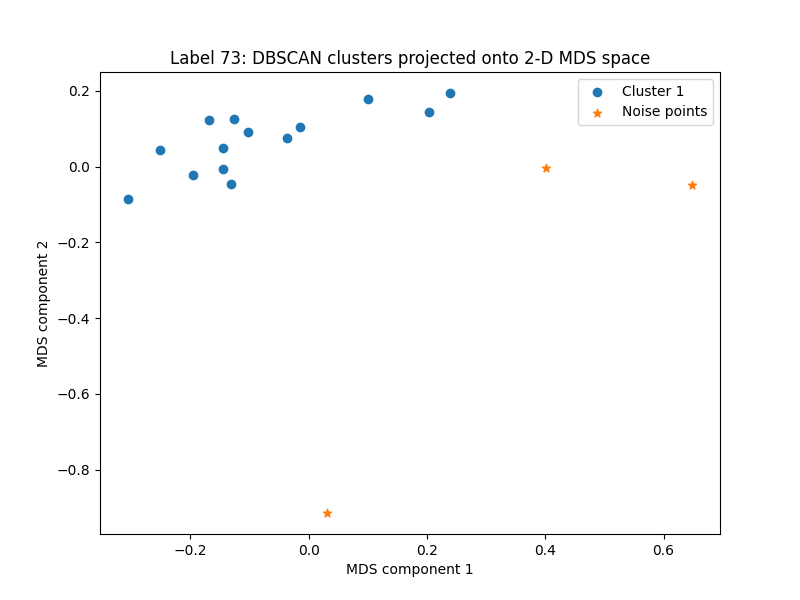 Label 73: DBSCAN clusters projected onto 2-D MDS space
Cluster 1
Noise points
0.2
0.0
−0.2
−0.4
−0.6
−0.8
MDS component 2
−0.2
0.0
0.2
0.4
0.6
MDS component 1